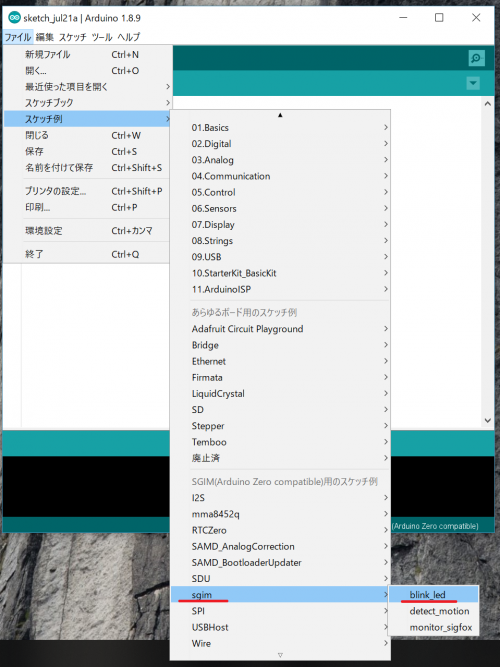 sketch_jul21a | Arduino 1.8.9
ファイル 編集 スケッチ ツール ヘルプ
新規ファイル Ctrl+N
開く... Ctrl+O
最近使った項目を開く
スケッチブック
スケッチ例
閉じる Ctrl+W
保存 Ctrl+S
名前を付けて保存 Ctrl+Shift+S
プリンタの設定... Ctrl+Shift+P
印刷... Ctrl+P
環境設定 Ctrl+カンマ
終了 Ctrl+Q
01.Basics
02.Digital
03.Analog
04.Communication
05.Control
06.Sensors
07.Display
08.Strings
09.USB
10.StarterKit_BasicKit
11.ArduinoISP
あらゆるボード用のスケッチ例
Adafruit Circuit Playground
Bridge
Ethernet
Firmata
LiquidCrystal
SD
Stepper
Temboo
廃止済
SGIM(Arduino Zero compatible)用のスケッチ例
I2S
mma8452q
RTCZero
SAMD_AnalogCorrection
SAMD_BootloaderUpdater
SDU
sgim
SPI
USBHost
Wire
blink_led
detect_motion
monitor_sigfox
(Arduino Zero compatible)